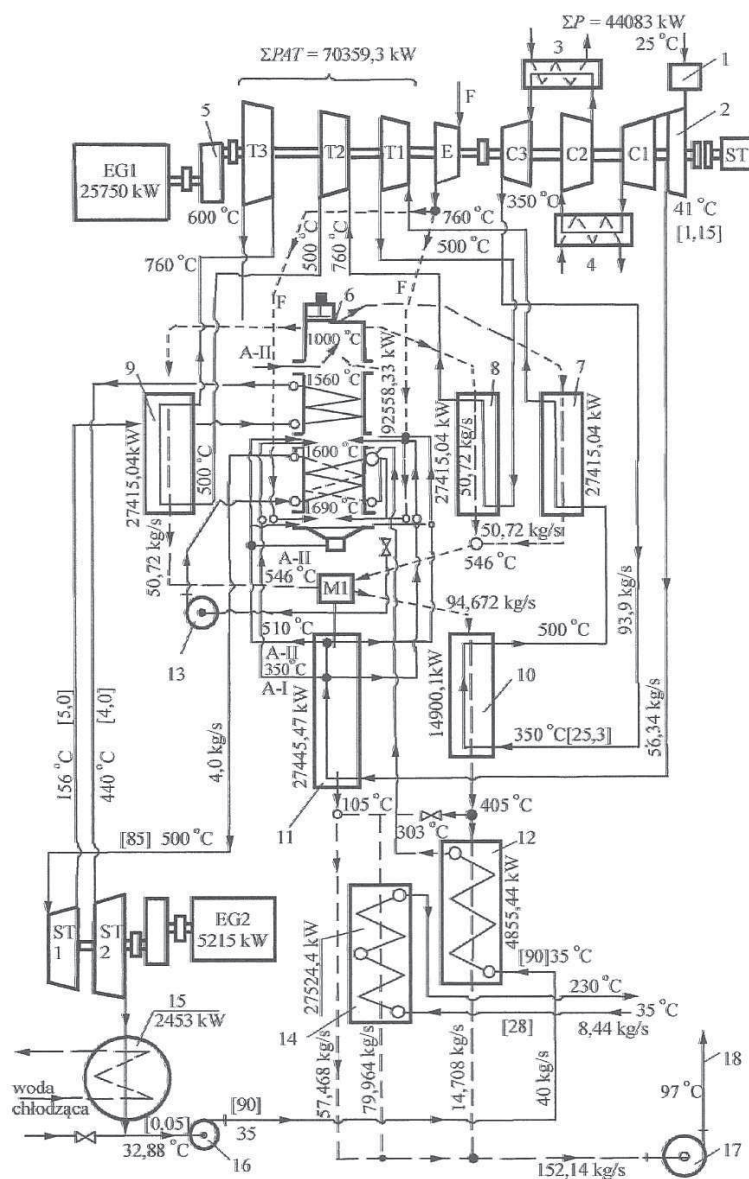 ΣP = 44083 kW
25 °C
3
1
ΣPAT = 70359,3 kW
F
2
5
T3
T2
T1
E
C3
C2
C1
ST
EG1
25750 kW
600 °C
350 °C
41 °C
[1,15]
760 °C
500 °C
760 °C
760 °C
500 °C
4
F
F
6
1000 °C
A-II
1560 °C
92558,33 kW
9
8
7
27415,04kW
500 °C
27415,04 kW
50,72 kg/s
27415,04 kW
1600 °C
1690 °C
50,72 kg/s
50,72 kg/s
A-II
546 °C
546 °C
M1
94,672 kg/s
93,9 kg/s
13
510 °C
A-II
350 °C
A-I
500 °C
10
14900,1kW
56,34 kg/s
[5,0]
[4,0]
156 °C
440 °C
4,0 kg/s
27445,47 kW
350 °C[25,3]
11
105 °C
405 °C
303 °C
12
[85] 500 °C
4855,44 kW
ST
1
ST
2
EG2
5215 kW
27524,4 kW
[90]35 °C
230 °C
35 °C
14
[28]
8,44 kg/s
15
2453 kW
57,468 kg/s
79,964 kg/s
14,708 kg/s
40 kg/s
18
97 °C
woda
chłodząca
[0,05]
32,88 °C
[90]
35
16
152,14 kg/s
17